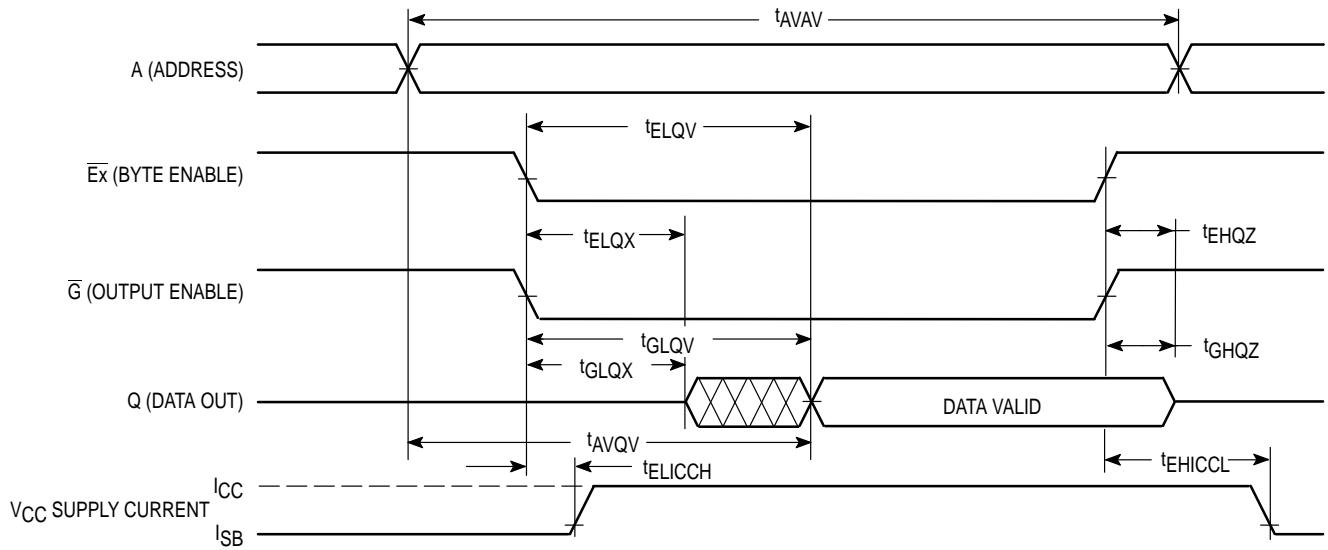 tAVAV
A (ADDRESS)
tELQV
Ex (BYTE ENABLE)
tELQX
tEHQZ
G (OUTPUT ENABLE)
tGLQV
tGHQZ
tGLQX
Q (DATA OUT)
DATA VALID
tAVQV
tELICCH
tEHICCL
ICC
VCC SUPPLY CURRENT
ISB